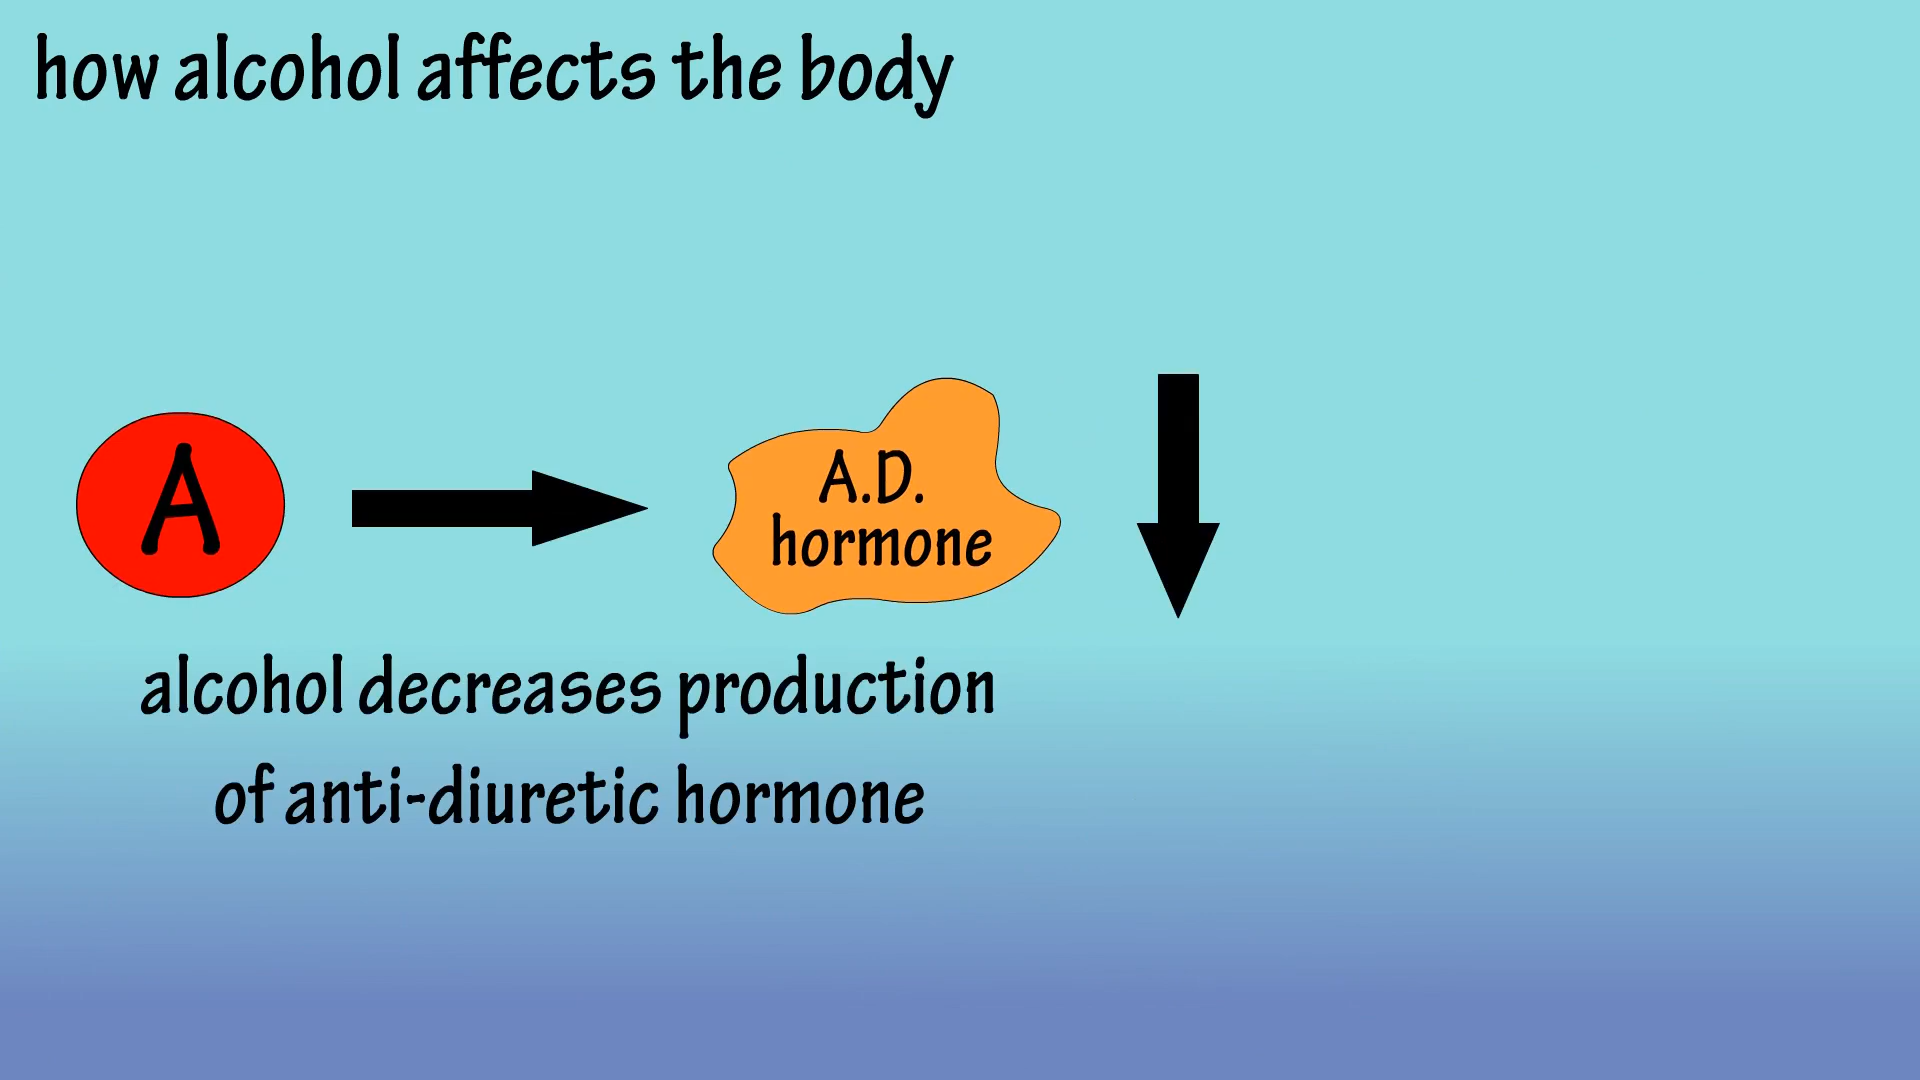 how alcohol affects the body
A
A.D.
hormone
alcohol decreases production
of anti-diuretic hormone